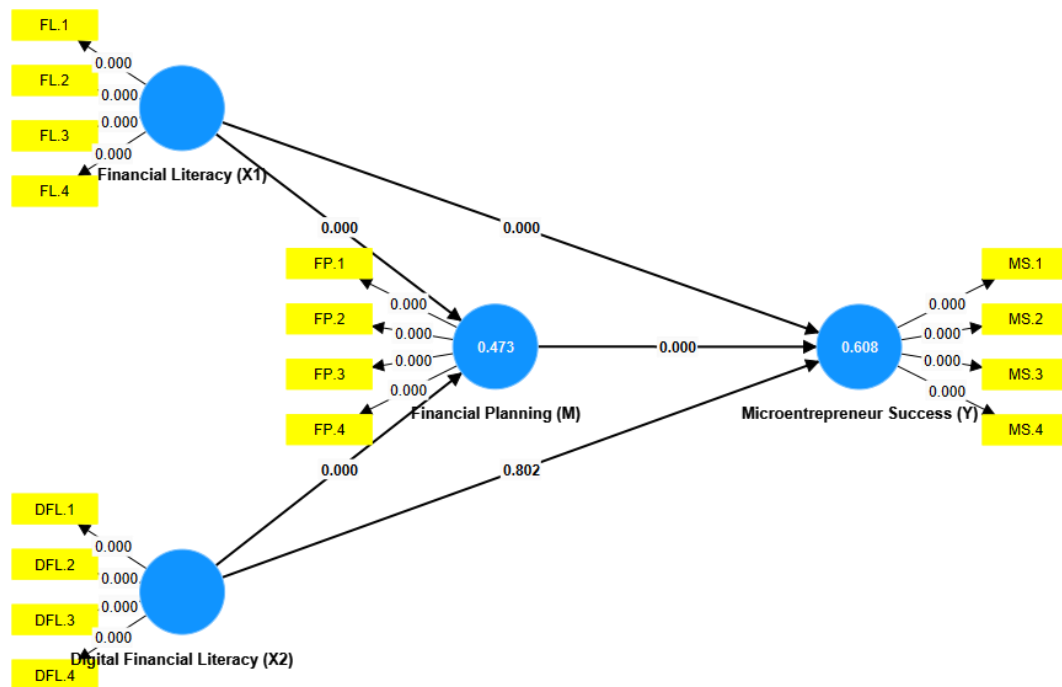 FL.1
0.000
FL.2
0.000
0.000
FL.3
0.000
FL.4
Financial Literacy (X1)
0.000
0.000
FP.1
0.000
FP.2
0.000
0.000
FP.3
0.000
FP.4
0.473
Financial Planning (M)
0.000
0.608
Microentrepreneur Success (Y)
MS.1
0.000
MS.2
0.000
0.000
MS.3
0.000
MS.4
0.000
0.802
DFL.1
0.000
DFL.2
0.000
0.000
DFL.3
0.000
DFL.4
Digital Financial Literacy (X2)